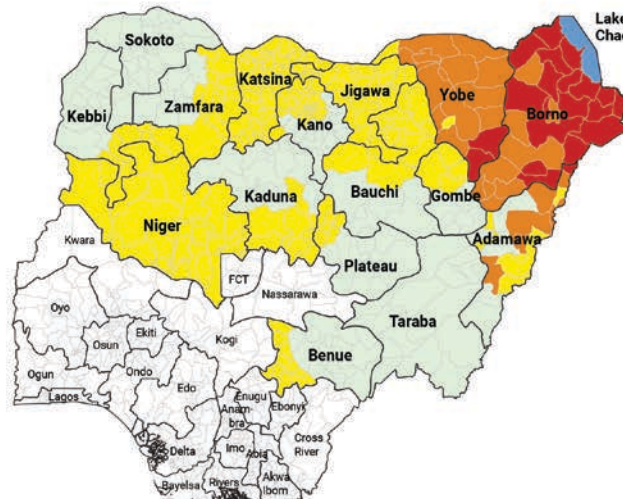 Lake
Chad
Sokoto
Katsina
Jigawa
Yobe
Borno
Kebbi
Zamfara
Kano
Kaduna
Bauchi
Gombe
Niger
Adamawa
Kwara
Plateau
FCT
Nassarawa
Taraba
Oyo
Kogi
Benue
Ekiti
Osun
Ogun
Ondo
Edo
Lagos
Enugu
Anam-
bra
Ebonyk
Cross
River
Delta
Imo
Abia
Akwa
Ibom
Bayelsa
Rivers